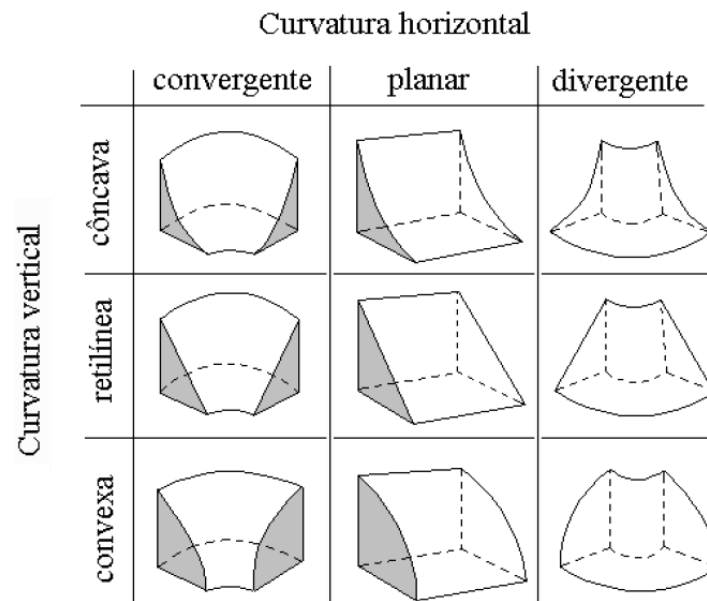 Curvatura horizontal
convergente planar divergente
côncava
retilínea
convexa
Curvatura vertical